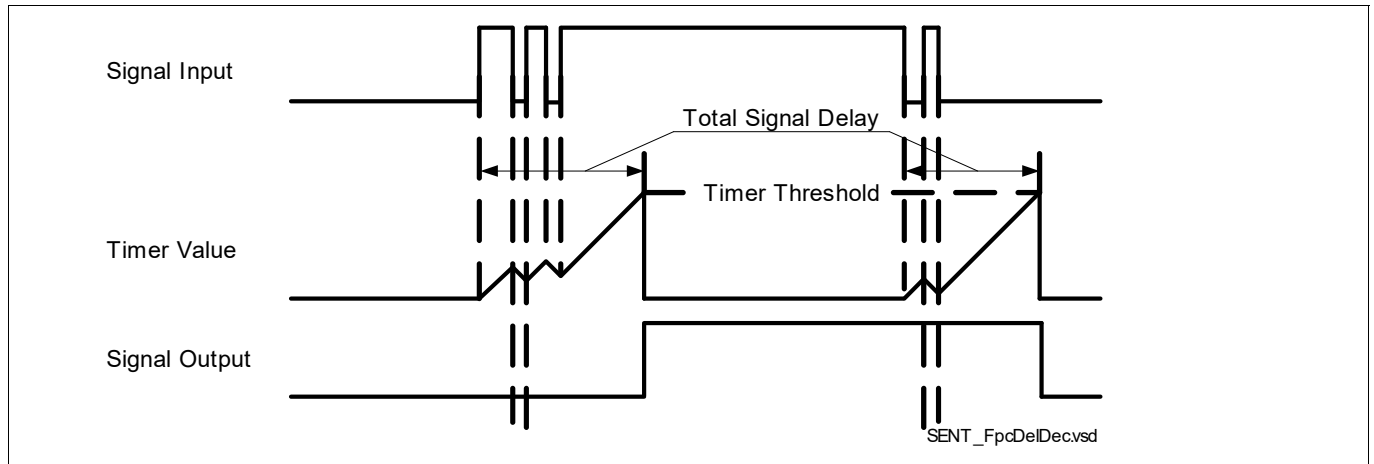 Signal Input
Total Signal Delay
Timer Threshold
Timer Value
Signal Output
SENT_FpcDelDec.vsd